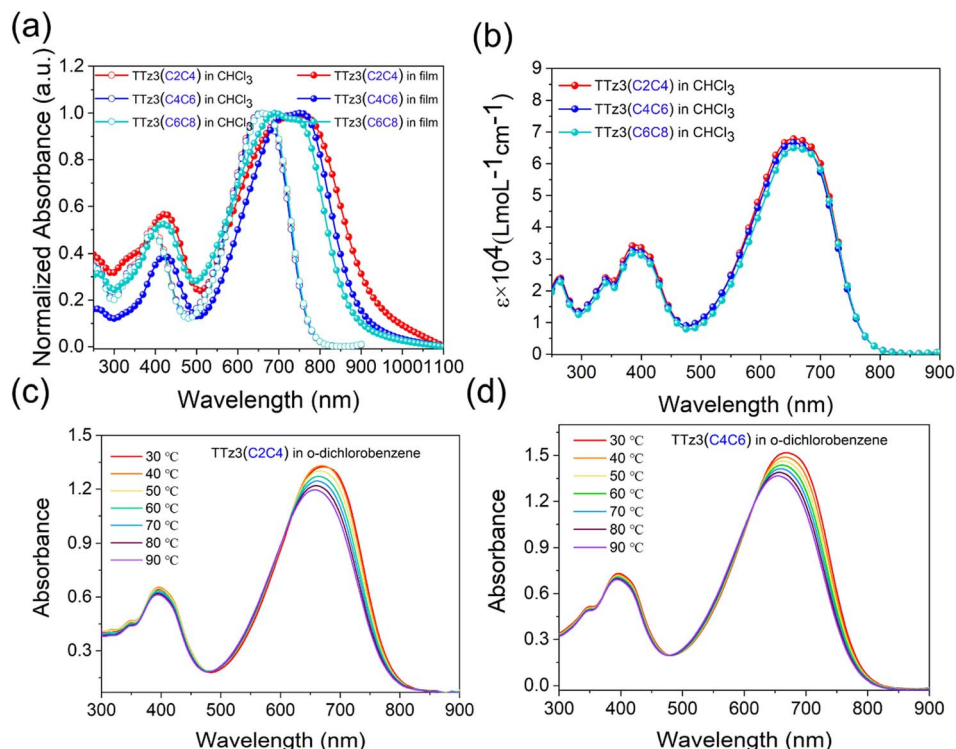 (a)
1.2
1.0
0.8
0.6
0.4
0.2
0.0
Normalized Absorbance (a.u.)
TTz3(C2C4) in CHCl3
TTz3(C4C6) in CHCl3
TTz3(C6C8) in CHCl3
TTz3(C2C4) in film
TTz3(C4C6) in film
TTz3(C6C8) in film
300 400 500 600 700 800 900 1000 1100
Wavelength (nm)
(b)
9
8
7
6
5
4
3
2
1
0
ε×10⁴(LmoL⁻¹cm⁻¹)
TTz3(C2C4) in CHCl3
TTz3(C4C6) in CHCl3
TTz3(C6C8) in CHCl3
300 400 500 600 700 800 900
Wavelength (nm)
(c)
1.5
1.2
0.9
0.6
0.3
Absorbance
TTz3(C2C4) in o-dichlorobenzene
30 ℃
40 ℃
50 ℃
60 ℃
70 ℃
80 ℃
90 ℃
300 400 500 600 700 800 900
Wavelength (nm)
(d)
1.5
1.2
0.9
0.6
0.3
0.0
Absorbance
TTz3(C4C6) in o-dichlorobenzene
30 ℃
40 ℃
50 ℃
60 ℃
70 ℃
80 ℃
90 ℃
300 400 500 600 700 800 900
Wavelength (nm)